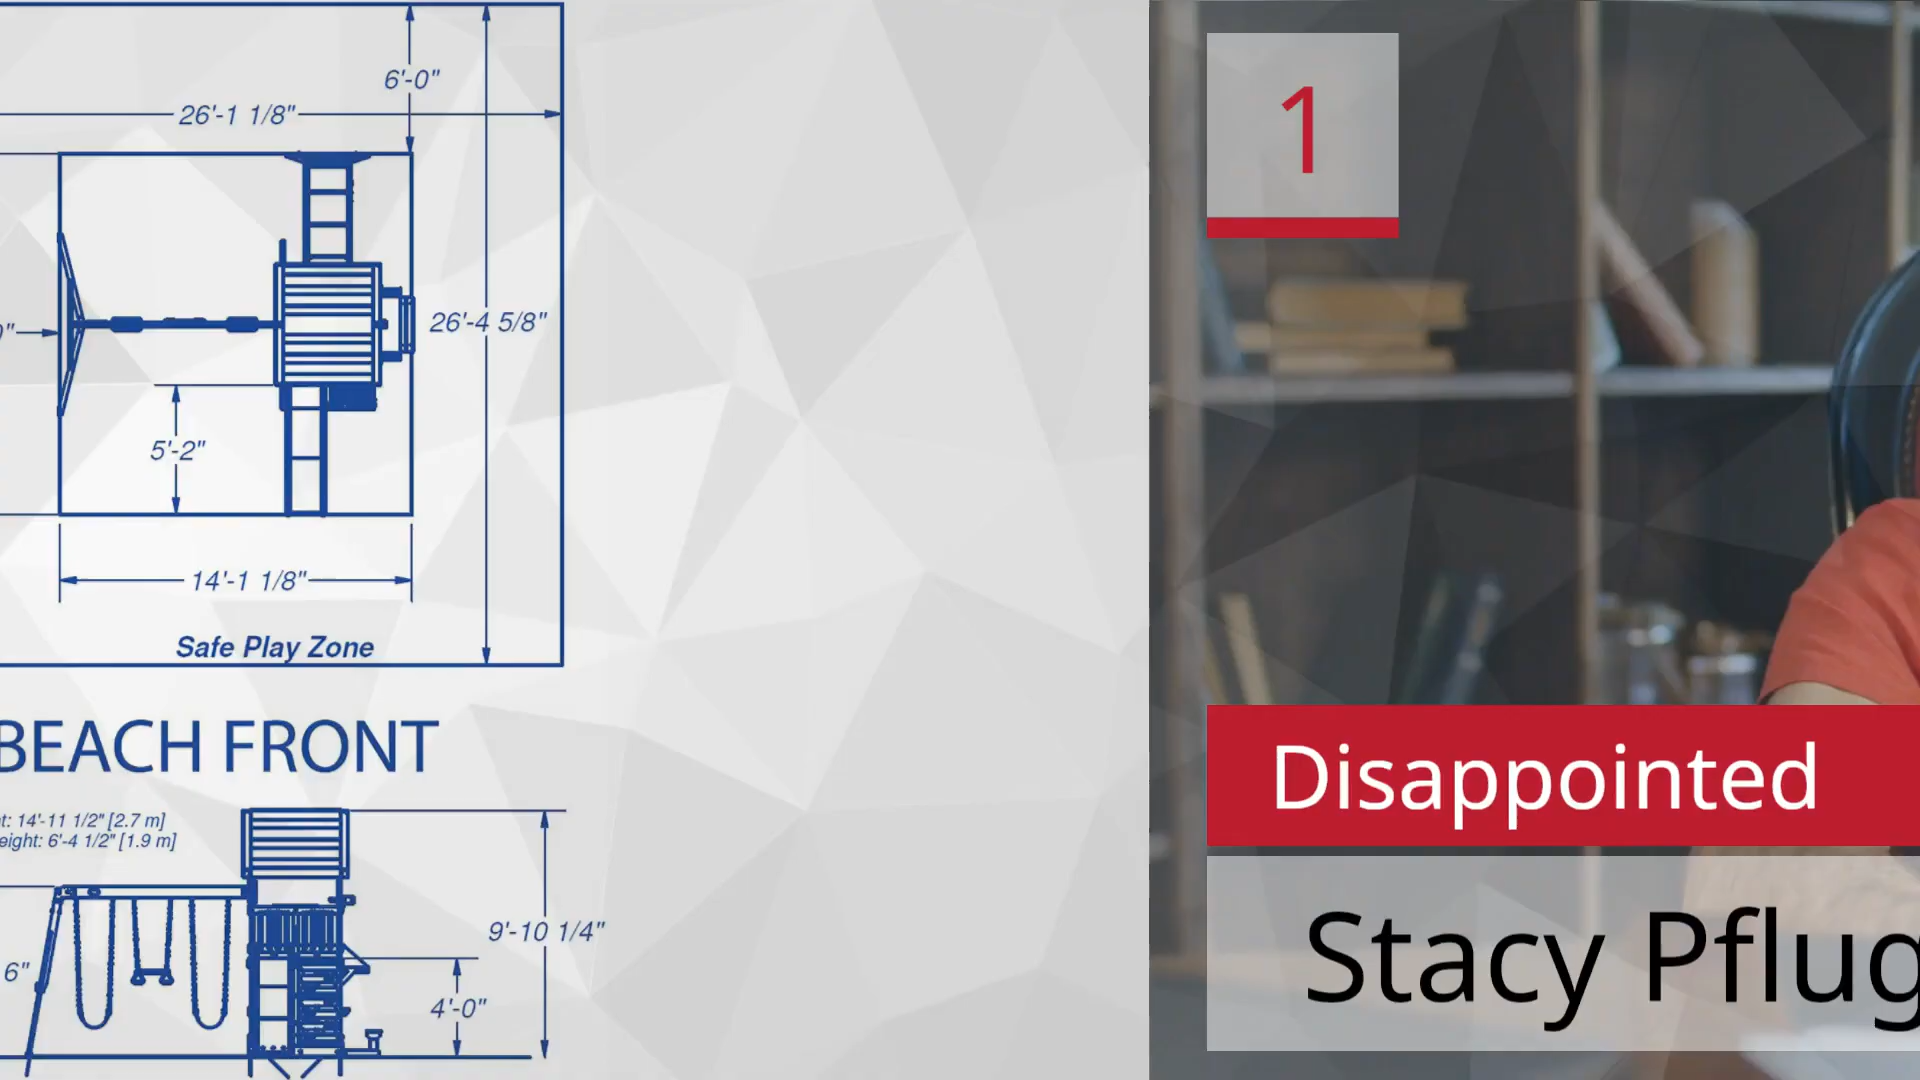 6'-0"
26'-1 1/8"
26'-4 5/8"
5'-2"
14'-1 1/8"
Safe Play Zone
BEACH FRONT
14'-11 1/2" [2.7 m]
6'-4 1/2" [1.9 m]
9'-10 1/4"
6"
4'-0"
1
Disappointed
Stacy Pflug